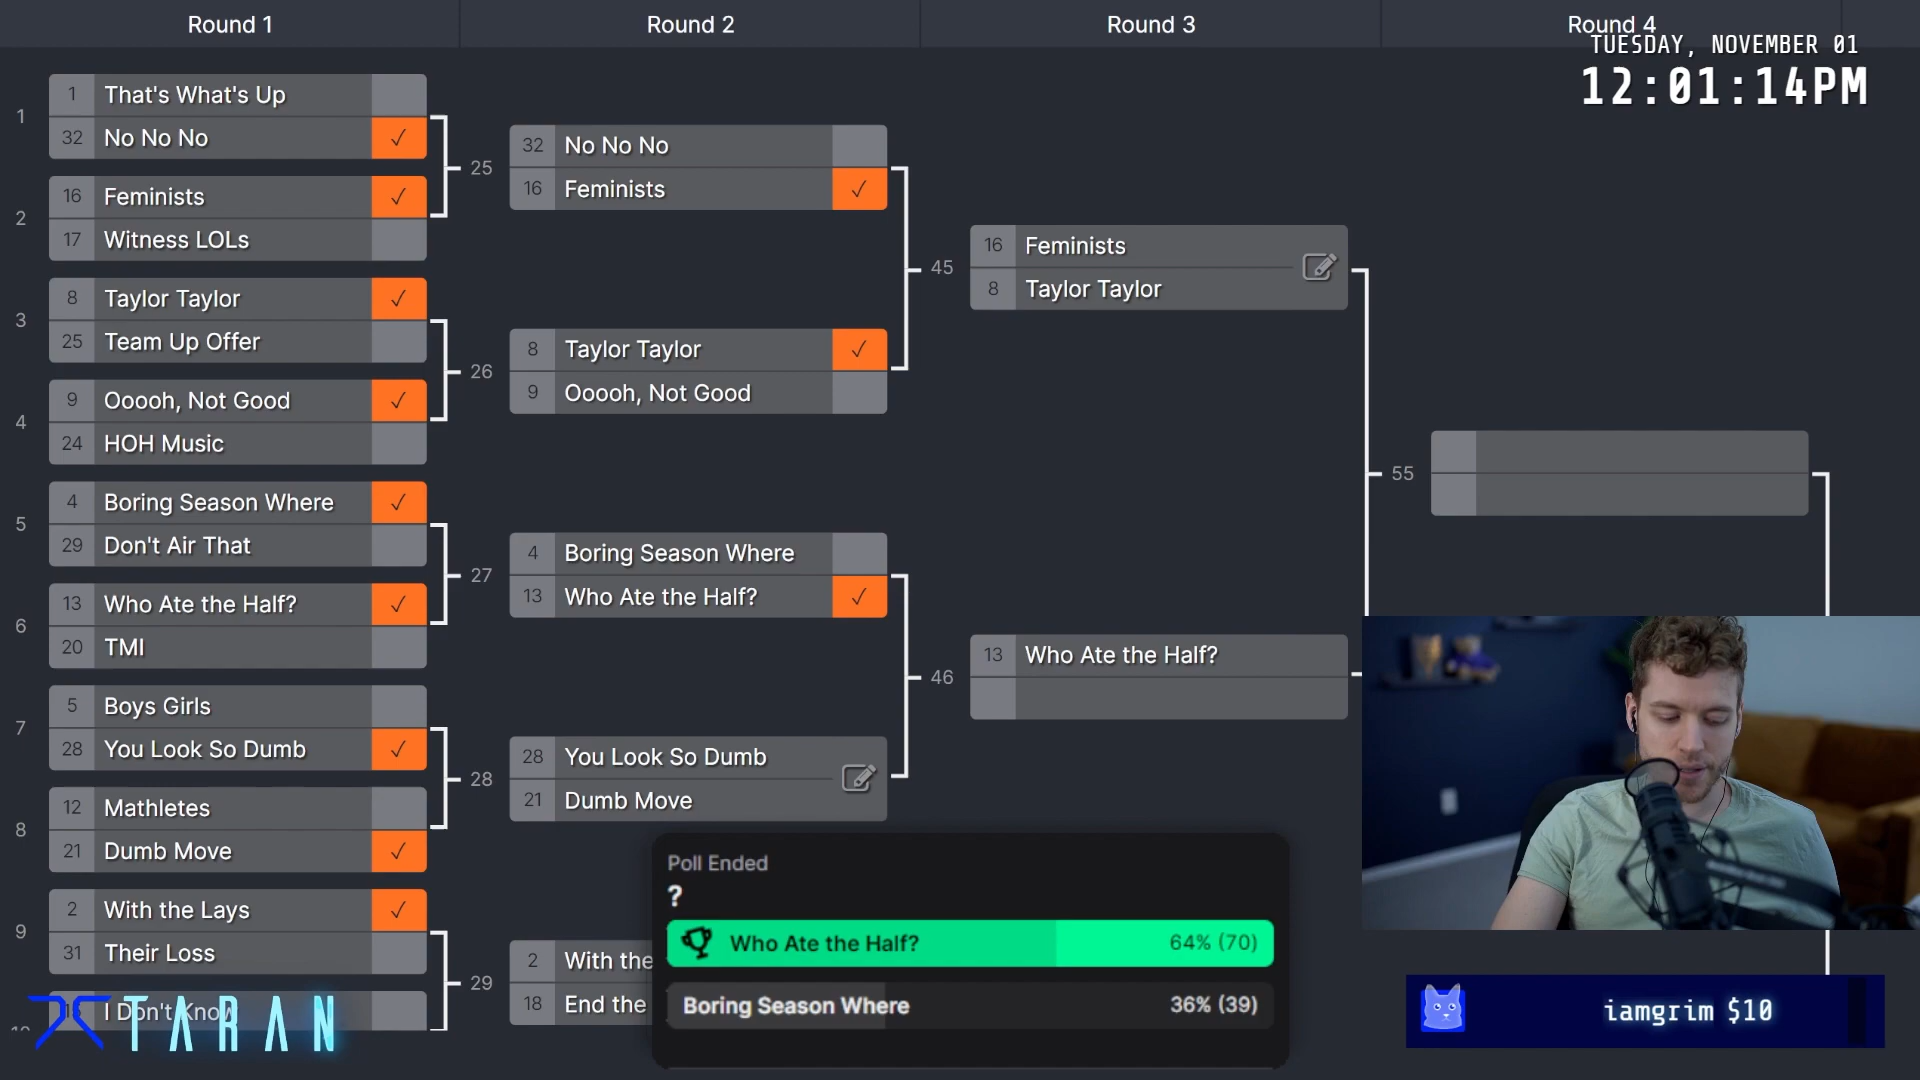 Round 1
Round 2
Round 3
Round 4
TUESDAY, NOVEMBER 01
12:01:14PM
1
1 That's What's Up
32 No No No ✓
2
16 Feminists ✓
17 Witness LOLs
3
8 Taylor Taylor ✓
25 Team Up Offer
4
9 Ooooh, Not Good ✓
24 HOH Music
5
4 Boring Season Where ✓
29 Don't Air That
6
13 Who Ate the Half? ✓
20 TMI
7
5 Boys Girls
28 You Look So Dumb ✓
8
12 Mathletes
21 Dumb Move ✓
9
2 With the Lays ✓
31 Their Loss
I Don't Know
25
32 No No No
16 Feminists ✓
26
8 Taylor Taylor ✓
9 Ooooh, Not Good
27
4 Boring Season Where
13 Who Ate the Half? ✓
28
28 You Look So Dumb
21 Dumb Move
29
2 With the
18 End the
45
16 Feminists
8 Taylor Taylor
46
13 Who Ate the Half?
55
Poll Ended
?
Who Ate the Half? 64% (70)
Boring Season Where 36% (39)
TARAN
iamgrim $10